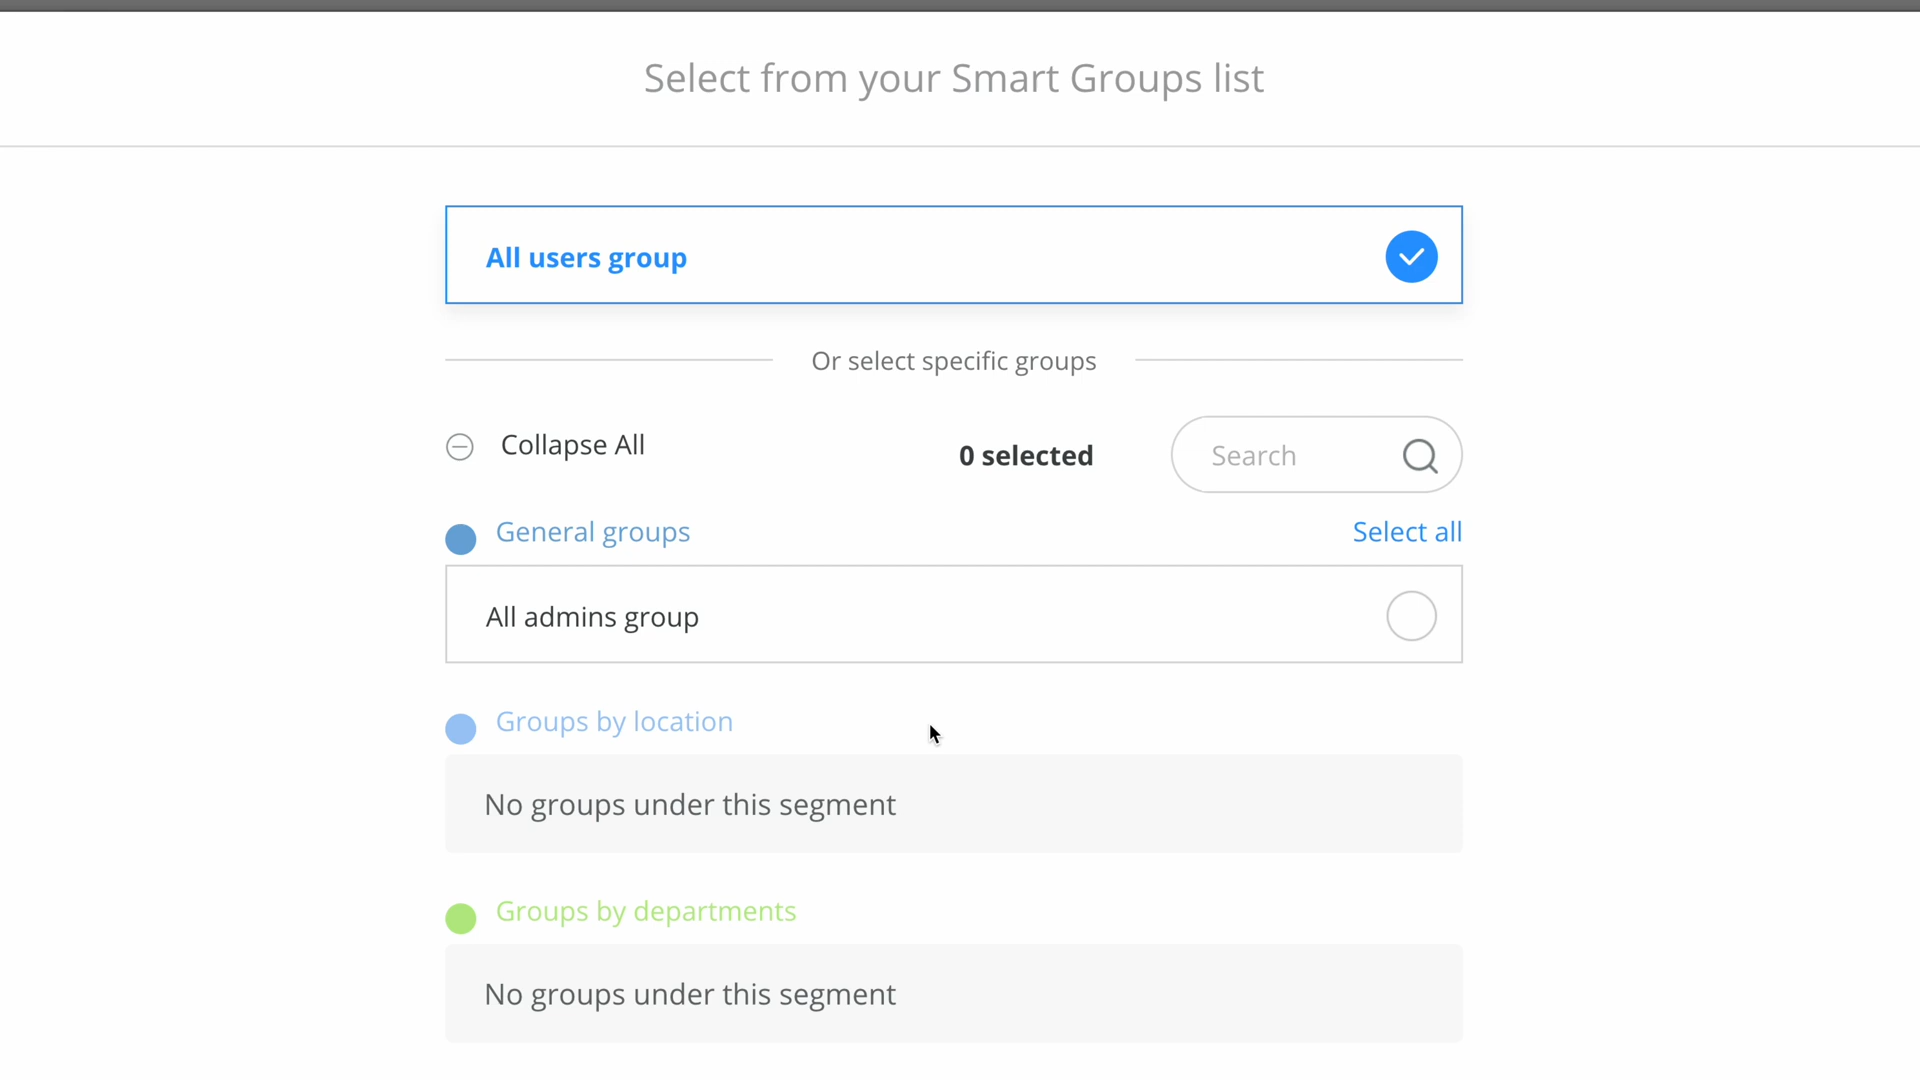 Select from your Smart Groups list
All users group
Or select specific groups
Collapse All
0 selected
Search
General groups
Select all
All admins group
Groups by location
No groups under this segment
Groups by departments
No groups under this segment